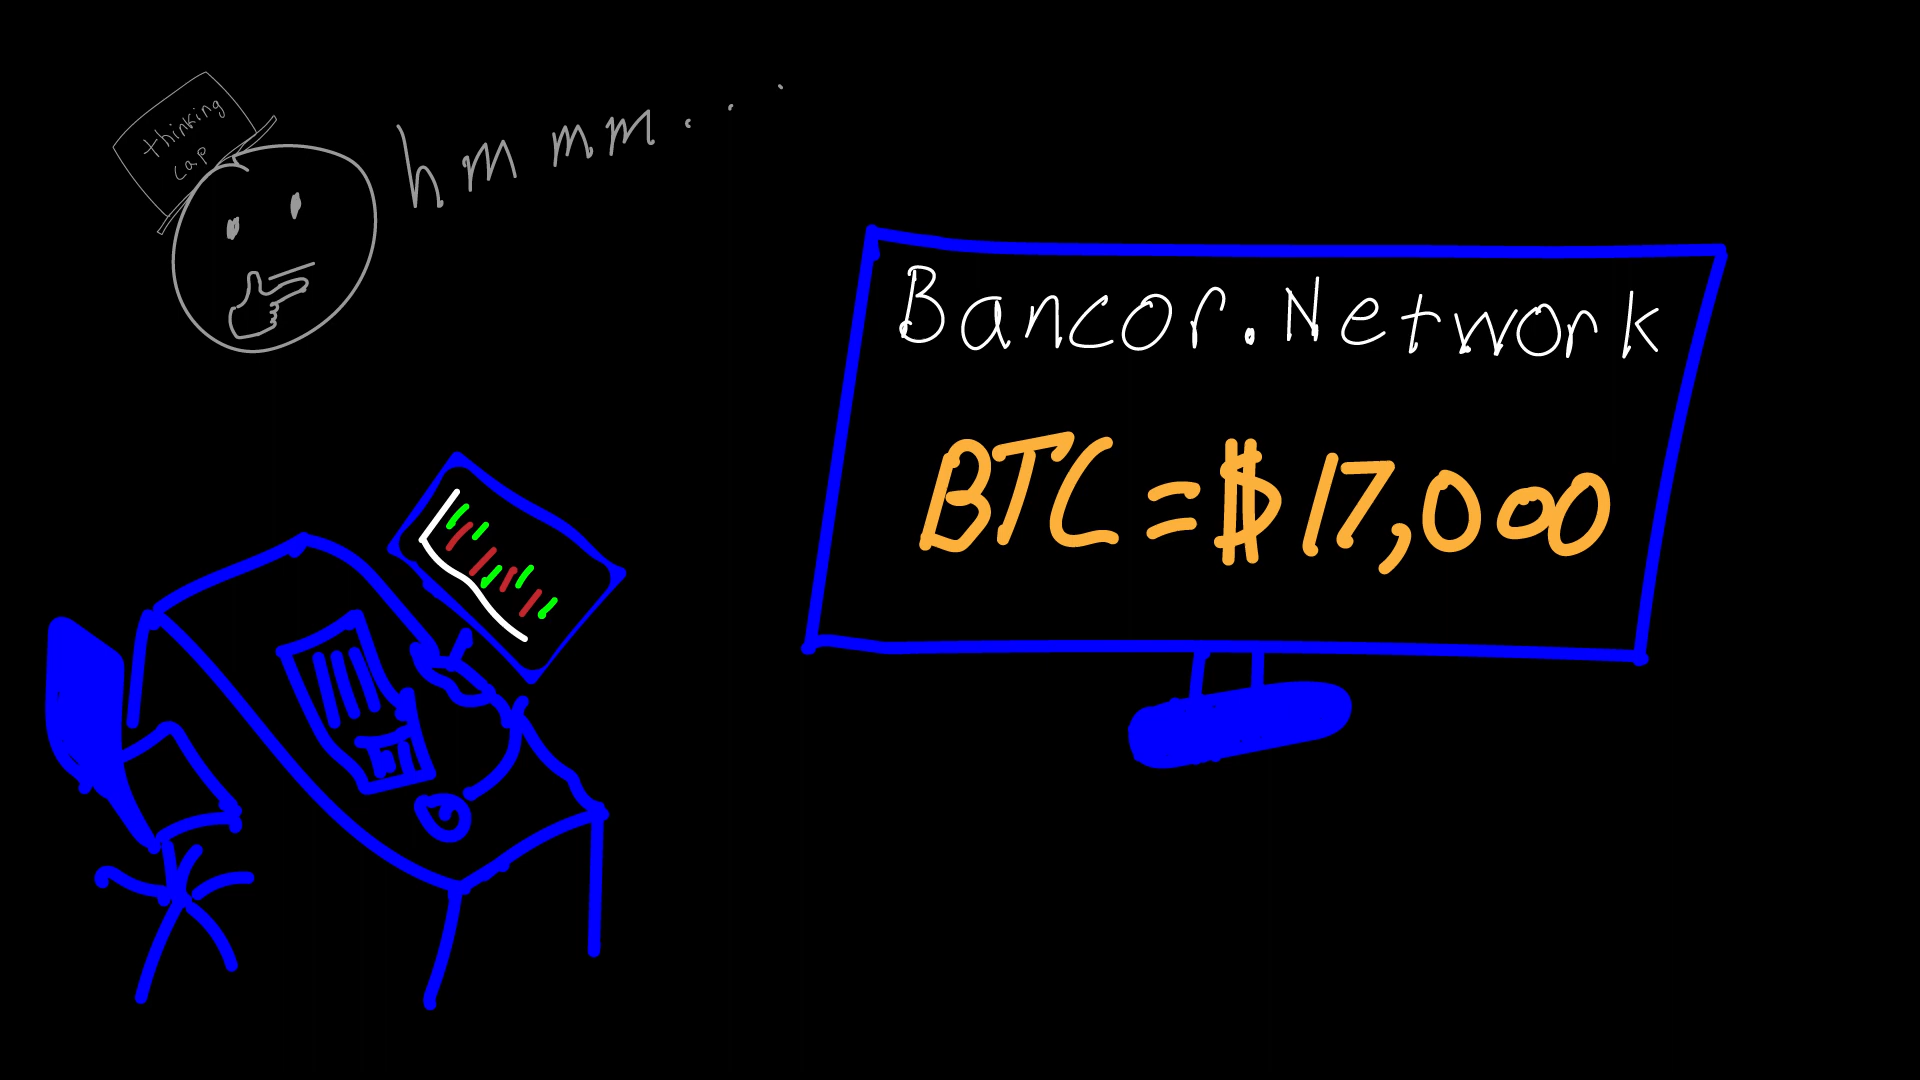 thinking
cap
hmmm...
Bancor.Network
BTC = $17,000